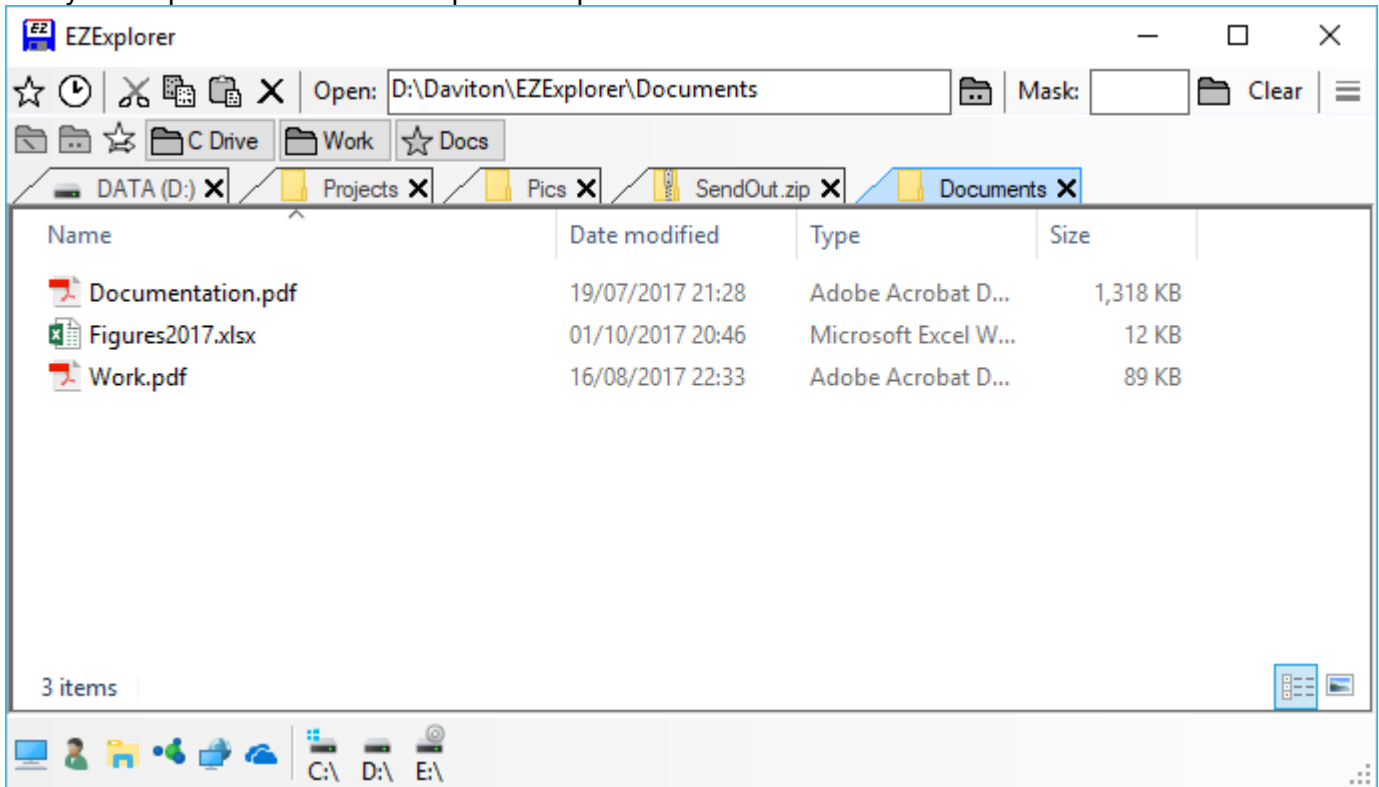 EZ EZExplorer
Open: D:\Daviton\EZExplorer\Documents Mask: Clear
C Drive Work Docs
DATA (D:) Projects Pics SendOut.zip Documents
Name Date modified Type Size
Documentation.pdf 19/07/2017 21:28 Adobe Acrobat D... 1,318 KB
Figures2017.xlsx 01/10/2017 20:46 Microsoft Excel W... 12 KB
Work.pdf 16/08/2017 22:33 Adobe Acrobat D... 89 KB
3 items
C:\ D:\ E:\